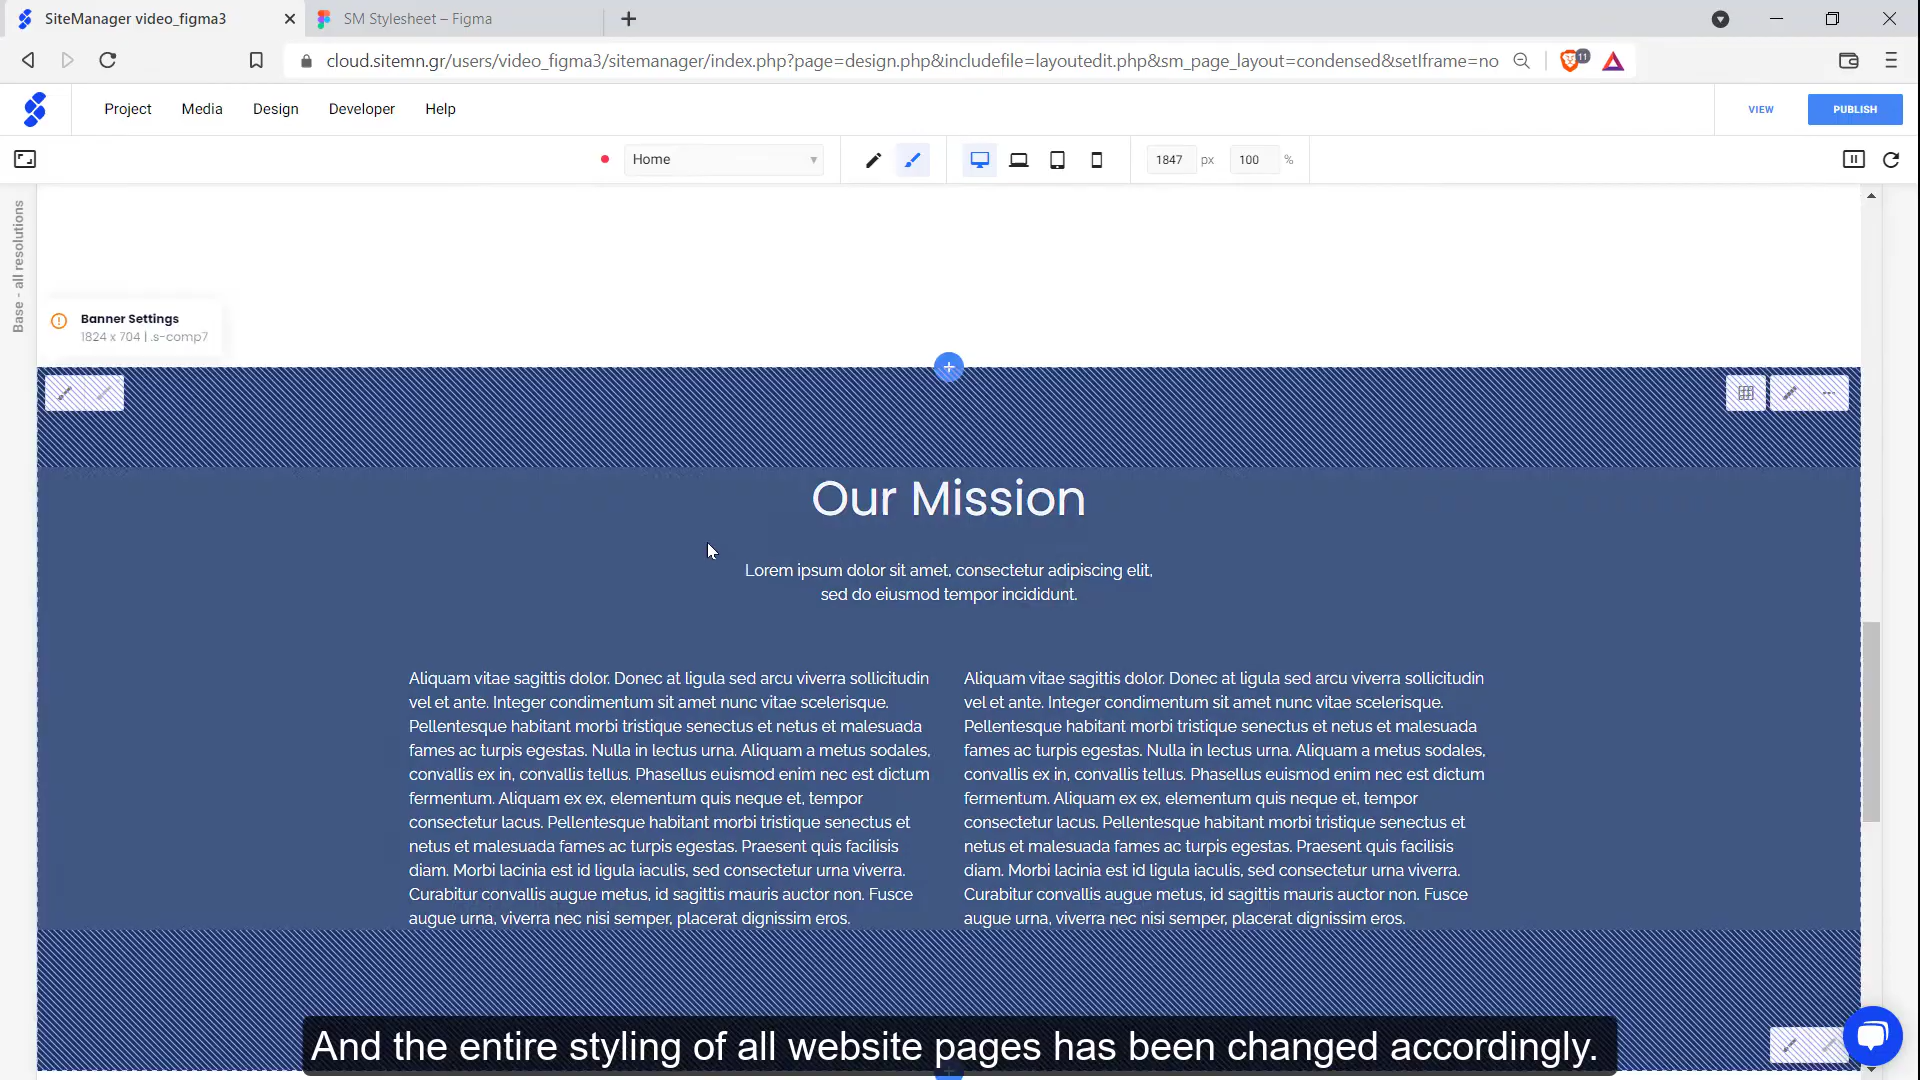 SiteManager video_figma3
SM Stylesheet – Figma
cloud.sitemn.gr/users/video_figma3/sitemanager/index.php?page=design.php&includefile=layoutedit.php&sm_page_layout=condensed&setIframe=no
11
Project
Media
Design
Developer
Help
VIEW
PUBLISH
Home
1847 px
100 %
Base - all resolutions
Banner Settings
1824 x 704 | .s-comp7
Our Mission
Lorem ipsum dolor sit amet, consectetur adipiscing elit,
sed do eiusmod tempor incididunt.
Aliquam vitae sagittis dolor. Donec at ligula sed arcu viverra sollicitudin
vel et ante. Integer condimentum sit amet nunc vitae scelerisque.
Pellentesque habitant morbi tristique senectus et netus et malesuada
fames ac turpis egestas. Nulla in lectus urna. Aliquam a metus sodales,
convallis ex in, convallis tellus. Phasellus euismod enim nec est dictum
fermentum. Aliquam ex ex, elementum quis neque et, tempor
consectetur lacus. Pellentesque habitant morbi tristique senectus et
netus et malesuada fames ac turpis egestas. Praesent quis facilisis
diam. Morbi lacinia est id ligula iaculis, sed consectetur urna viverra.
Curabitur convallis augue metus, id sagittis mauris auctor non. Fusce
augue urna, viverra nec nisi semper, placerat dignissim eros.
Aliquam vitae sagittis dolor. Donec at ligula sed arcu viverra sollicitudin
vel et ante. Integer condimentum sit amet nunc vitae scelerisque.
Pellentesque habitant morbi tristique senectus et netus et malesuada
fames ac turpis egestas. Nulla in lectus urna. Aliquam a metus sodales,
convallis ex in, convallis tellus. Phasellus euismod enim nec est dictum
fermentum. Aliquam ex ex, elementum quis neque et, tempor
consectetur lacus. Pellentesque habitant morbi tristique senectus et
netus et malesuada fames ac turpis egestas. Praesent quis facilisis
diam. Morbi lacinia est id ligula iaculis, sed consectetur urna viverra.
Curabitur convallis augue metus, id sagittis mauris auctor non. Fusce
augue urna, viverra nec nisi semper, placerat dignissim eros.
And the entire styling of all website pages has been changed accordingly.